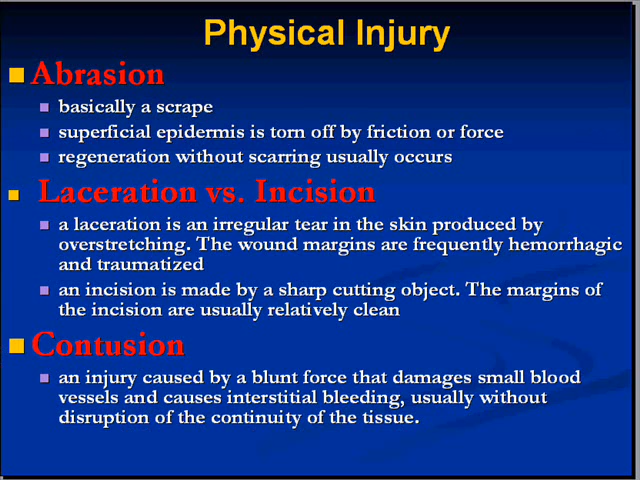 Physical Injury
Abrasion
basically a scrape
superficial epidermis is torn off by friction or force
regeneration without scarring usually occurs
Laceration vs. Incision
a laceration is an irregular tear in the skin produced by
overstretching. The wound margins are frequently hemorrhagic
and traumatized
an incision is made by a sharp cutting object. The margins of
the incision are usually relatively clean
Contusion
an injury caused by a blunt force that damages small blood
vessels and causes interstitial bleeding, usually without
disruption of the continuity of the tissue.